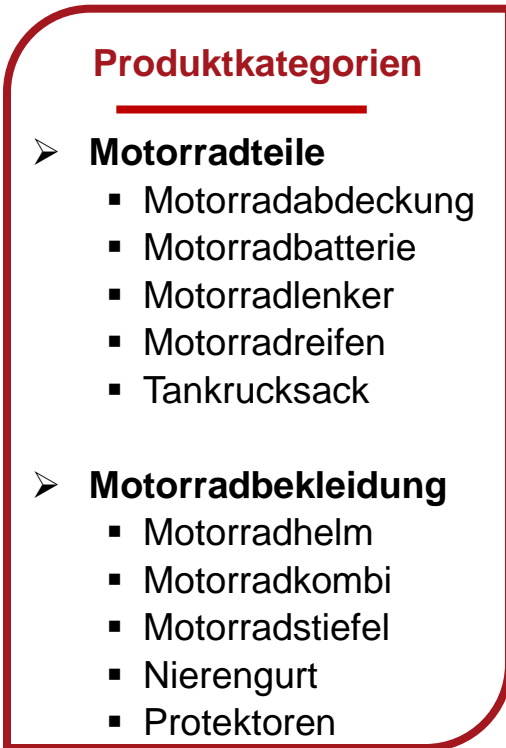 Produktkategorien
➢ Motorradteile
▪ Motorradabdeckung
▪ Motorradbatterie
▪ Motorradlenker
▪ Motorradreifen
▪ Tankrucksack
➢ Motorradbekleidung
▪ Motorradhelm
▪ Motorradkombi
▪ Motorradstiefel
▪ Nierengurt
▪ Protektoren